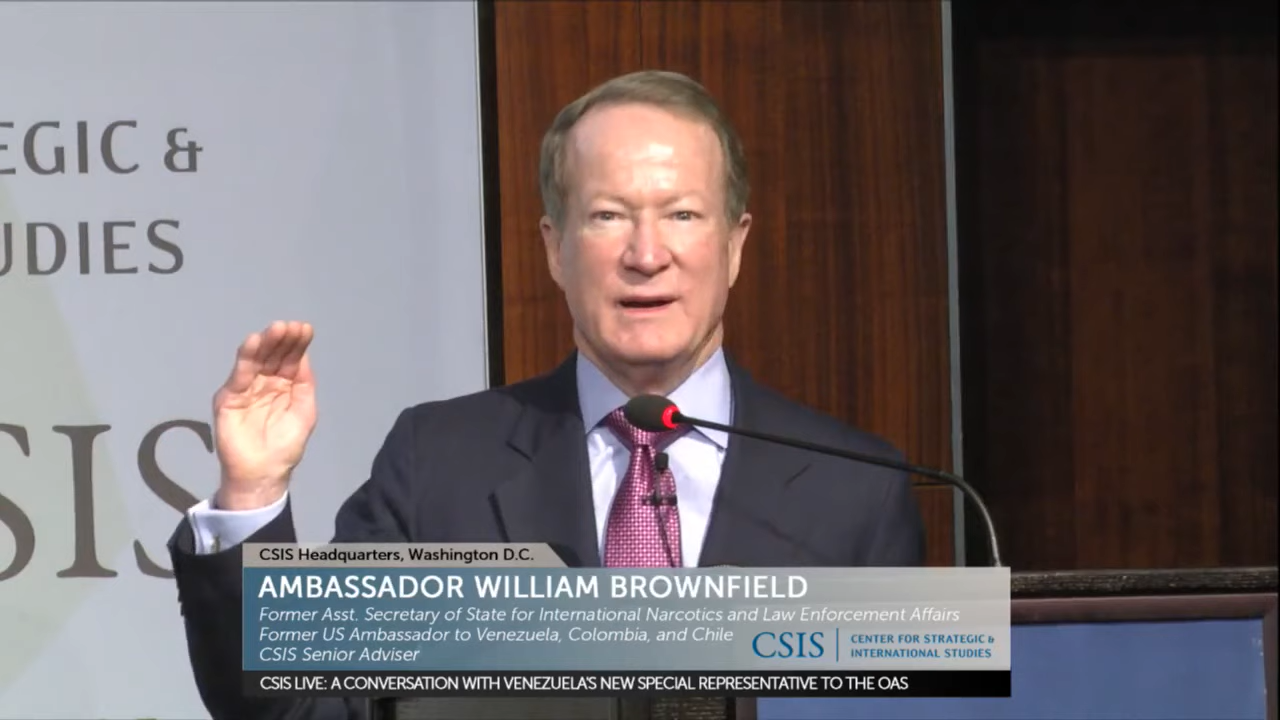 EGIC &
UDIES
SIS
CSIS Headquarters, Washington D.C.
AMBASSADOR WILLIAM BROWNFIELD
Former Asst. Secretary of State for International Narcotics and Law Enforcement Affairs
Former US Ambassador to Venezuela, Colombia, and Chile
CSIS Senior Adviser
CSIS
CENTER FOR STRATEGIC &
INTERNATIONAL STUDIES
CSIS LIVE: A CONVERSATION WITH VENEZUELA'S NEW SPECIAL REPRESENTATIVE TO THE OAS